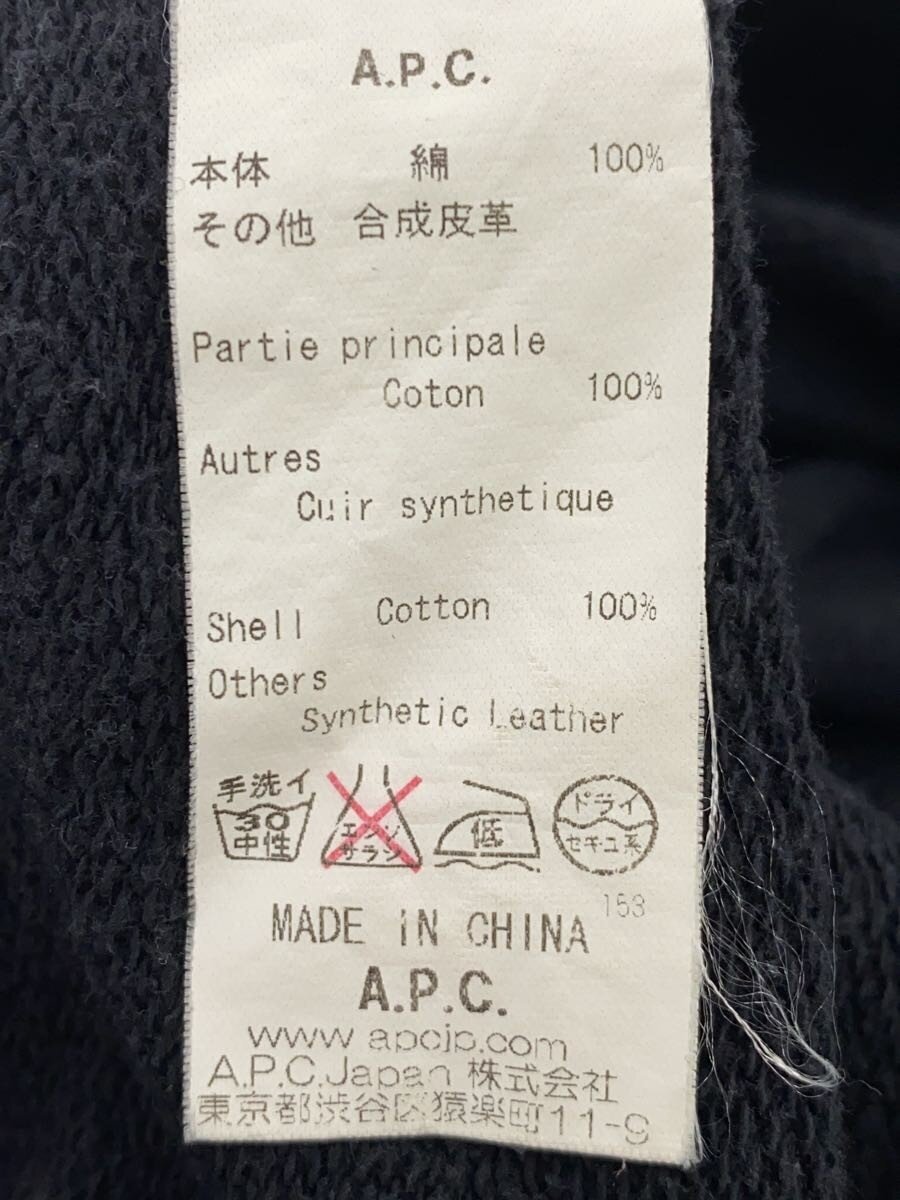 A.P.C.
本体 綿 100%
その他 合成皮革
Partie principale
Coton 100%
Autres
Cuir synthetique
Shell Cotton 100%
Others
Synthetic Leather
手洗イ
30
中性
エンソ
サラシ
低
ドライ
セキユ系
153
MADE IN CHINA
A.P.C.
www.apcjp.com
A.P.C.Japan 株式会社
東京都渋谷区猿楽町11-9